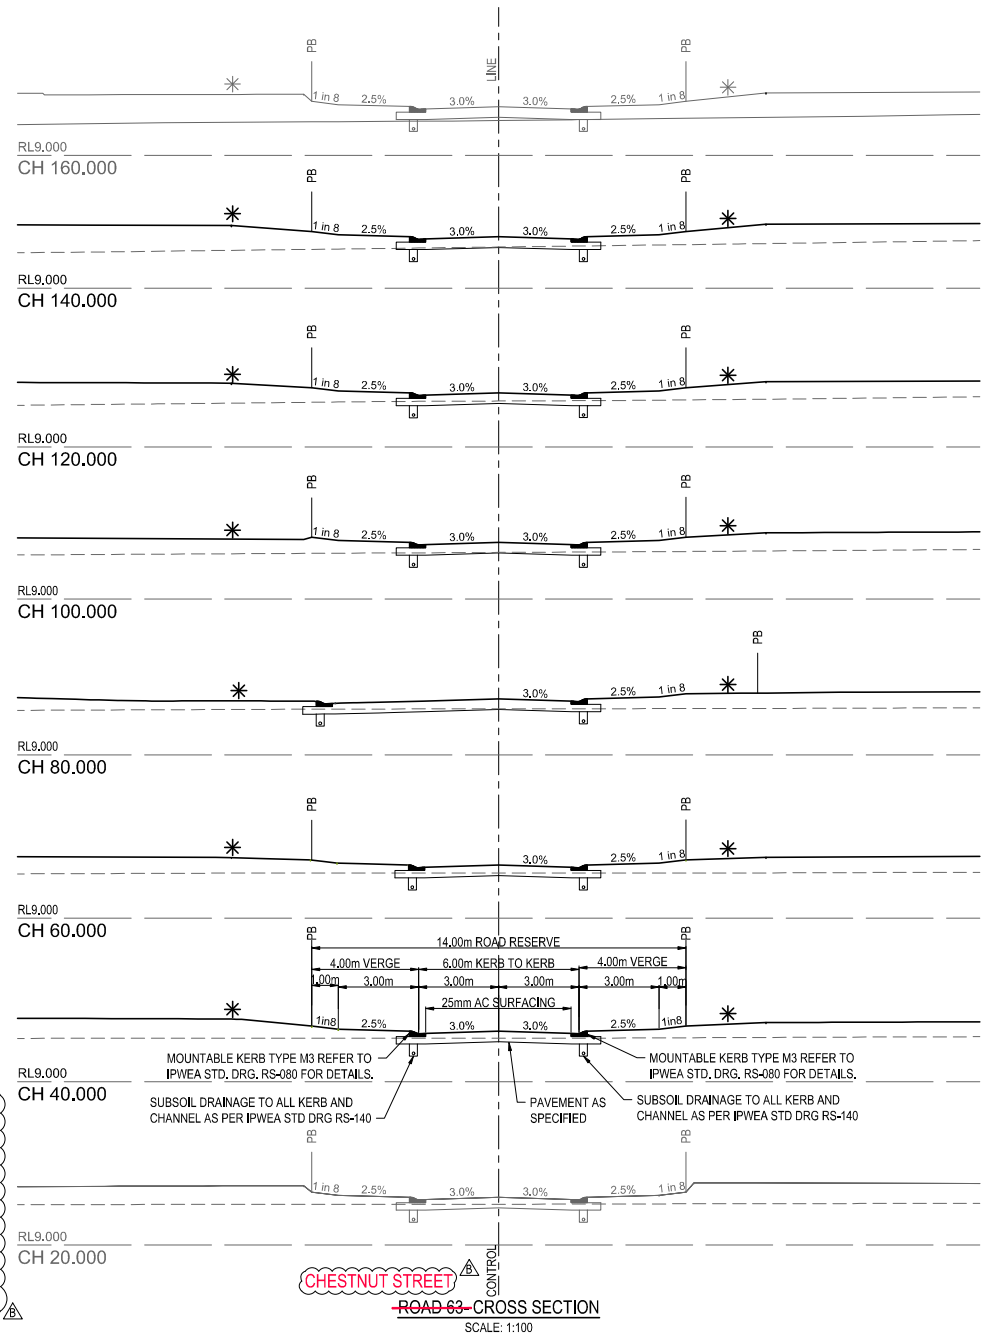 PB
LINE
PB
1 in 8 2.5% 3.0% 3.0% 2.5% 1 in 8
RL9.000
CH 160.000
PB
PB
1 in 8 2.5% 3.0% 3.0% 2.5% 1 in 8
RL9.000
CH 140.000
PB
PB
1 in 8 2.5% 3.0% 3.0% 2.5% 1 in 8
RL9.000
CH 120.000
PB
PB
1 in 8 2.5% 3.0% 3.0% 2.5% 1 in 8
RL9.000
CH 100.000
PB
3.0% 2.5% 1 in 8
RL9.000
CH 80.000
PB
PB
3.0% 2.5% 1 in 8
RL9.000
CH 60.000
PB
PB
14.00m ROAD RESERVE
4.00m VERGE 6.00m KERB TO KERB 4.00m VERGE
1.00m 3.00m 3.00m 3.00m 3.00m 1.00m
25mm AC SURFACING
1in8 2.5% 3.0% 3.0% 2.5% 1in8
MOUNTABLE KERB TYPE M3 REFER TO
IPWEA STD. DRG. RS-080 FOR DETAILS.
MOUNTABLE KERB TYPE M3 REFER TO
IPWEA STD. DRG. RS-080 FOR DETAILS.
RL9.000
CH 40.000
SUBSOIL DRAINAGE TO ALL KERB AND
CHANNEL AS PER IPWEA STD DRG RS-140
PAVEMENT AS
SPECIFIED
SUBSOIL DRAINAGE TO ALL KERB AND
CHANNEL AS PER IPWEA STD DRG RS-140
PB
PB
1 in 8 2.5% 3.0% 3.0% 2.5% 1 in 8
RL9.000
CH 20.000
CONTROL
CHESTNUT STREET
B
ROAD 63- CROSS SECTION
SCALE: 1:100
B